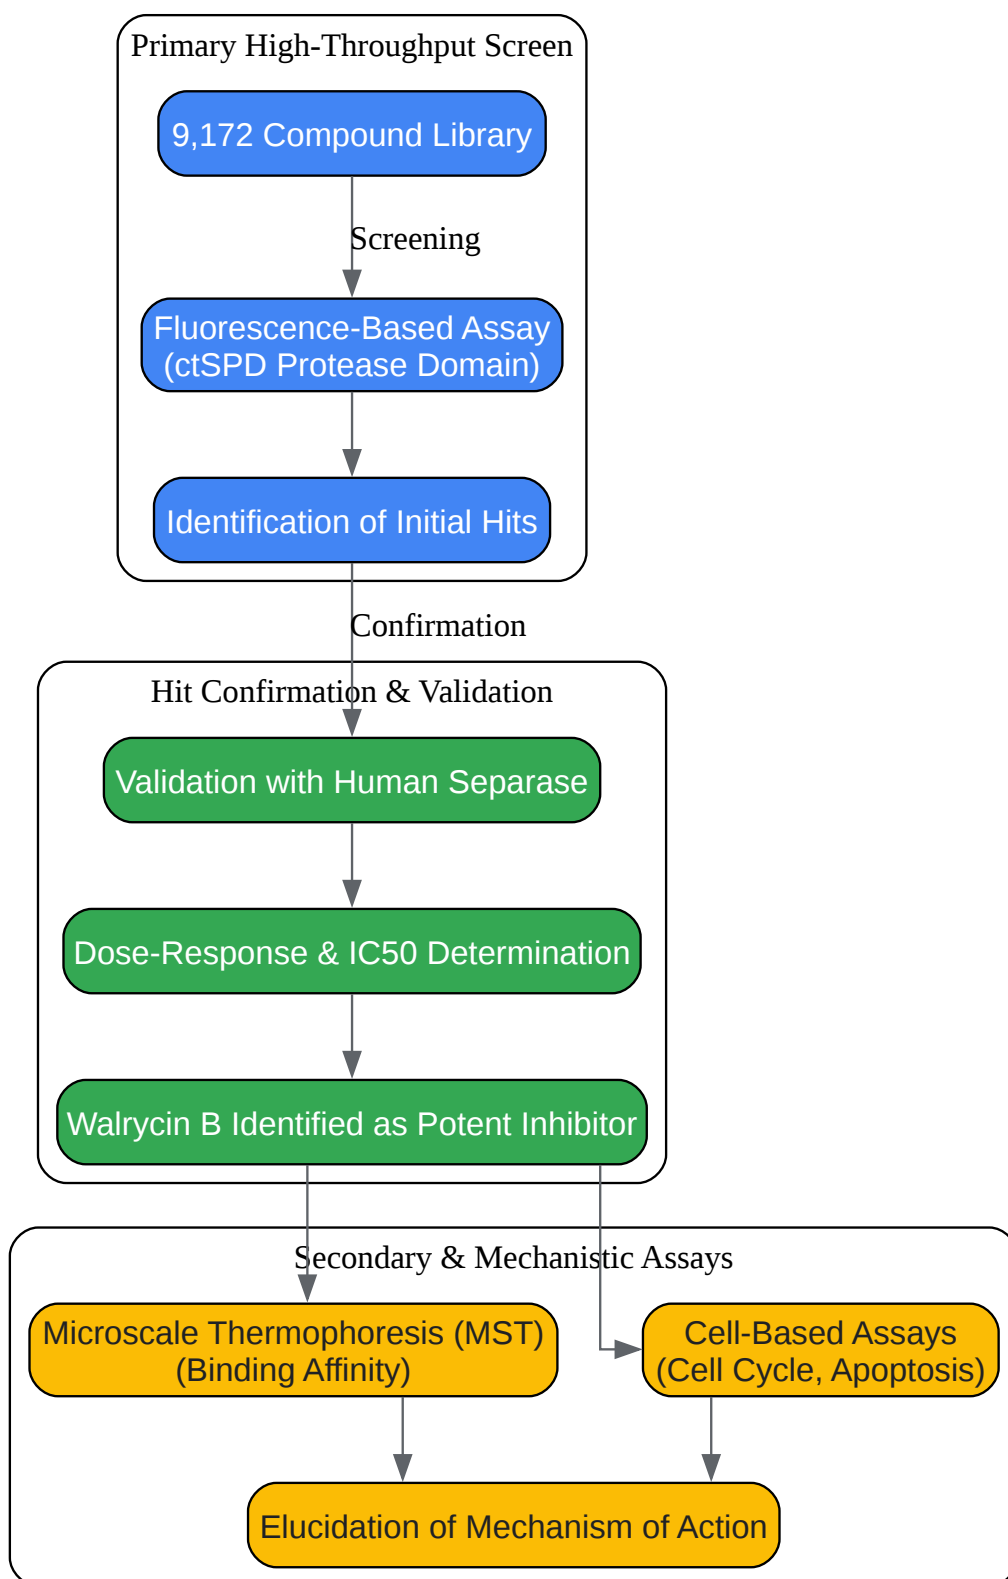 Primary High-Throughput Screen
9,172 Compound Library
Screening
Fluorescence-Based Assay
(ctSPD Protease Domain)
Identification of Initial Hits
Confirmation
Hit Confirmation & Validation
Validation with Human Separase
Dose-Response & IC50 Determination
Walrycin B Identified as Potent Inhibitor
Secondary & Mechanistic Assays
Microscale Thermophoresis (MST)
(Binding Affinity)
Cell-Based Assays
(Cell Cycle, Apoptosis)
Elucidation of Mechanism of Action